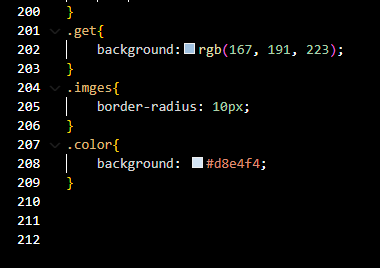 200 }
201 .get{
202 background: rgb(167, 191, 223);
203 }
204 .imges{
205 border-radius: 10px;
206 }
207 .color{
208 background: #d8e4f4;
209 }
210
211
212